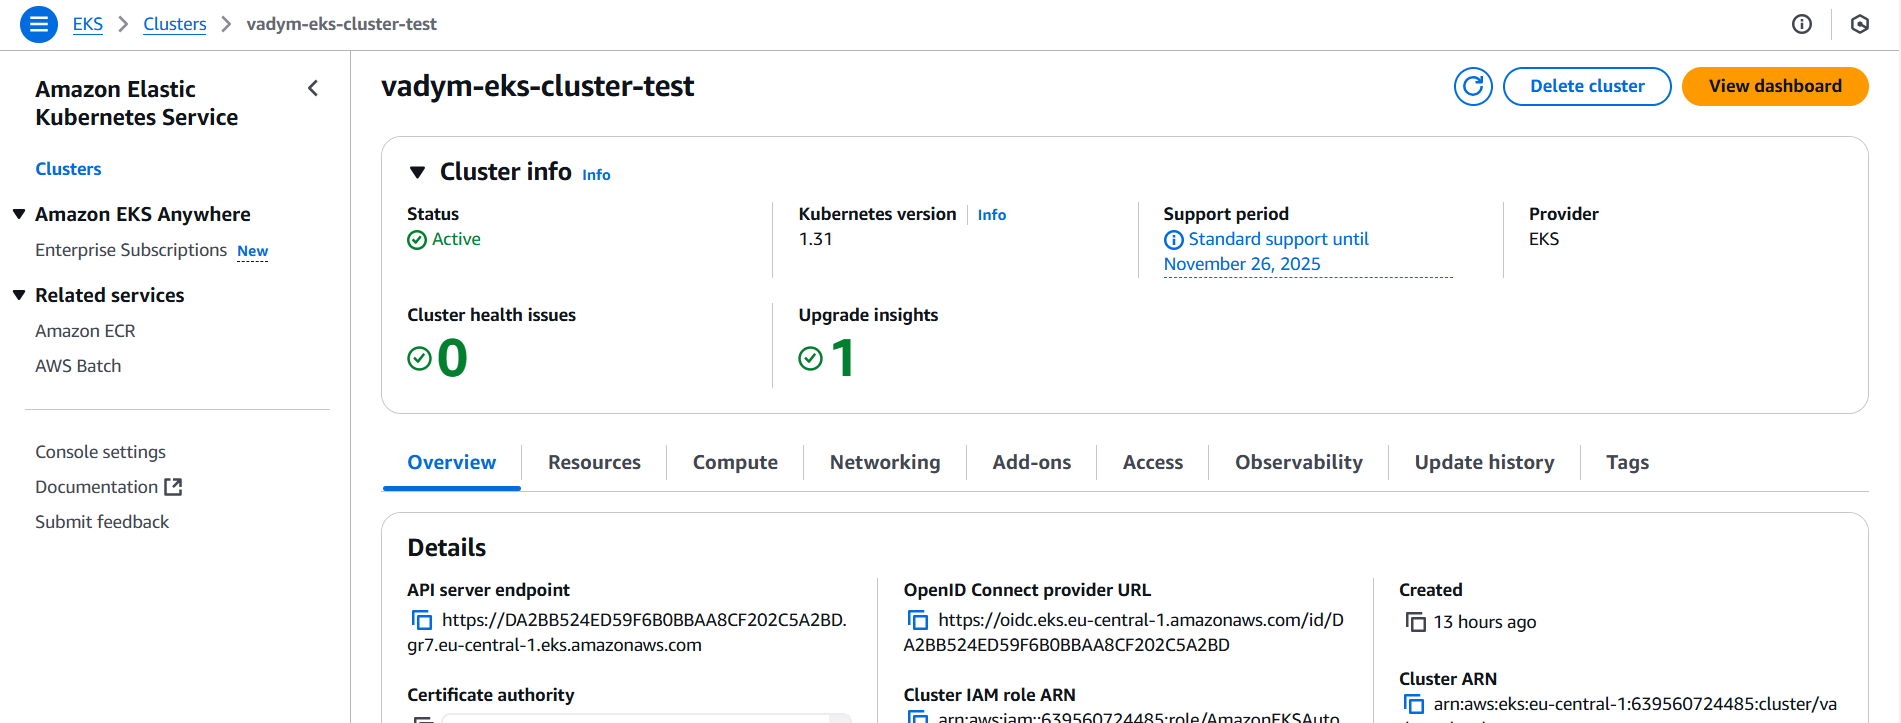 EKS > Clusters > vadym-eks-cluster-test
Amazon Elastic
Kubernetes Service
Clusters
Amazon EKS Anywhere
Enterprise Subscriptions New
Related services
Amazon ECR
AWS Batch
Console settings
Documentation
Submit feedback
vadym-eks-cluster-test
Delete cluster
View dashboard
Cluster info Info
Status
Active
Kubernetes version Info
1.31
Support period
Standard support until
November 26, 2025
Provider
EKS
Cluster health issues
0
Upgrade insights
1
Overview Resources Compute Networking Add-ons Access Observability Update history Tags
Details
API server endpoint
https://DA2BB524ED59F6B0BBAA8CF202C5A2BD.
gr7.eu-central-1.eks.amazonaws.com
Certificate authority
OpenID Connect provider URL
https://oidc.eks.eu-central-1.amazonaws.com/id/D
A2BB524ED59F6B0BBAA8CF202C5A2BD
Cluster IAM role ARN
arn:aws:iam::639560724485:role/AmazonEKSAuto
Created
13 hours ago
Cluster ARN
arn:aws:eks:eu-central-1:639560724485:cluster/va